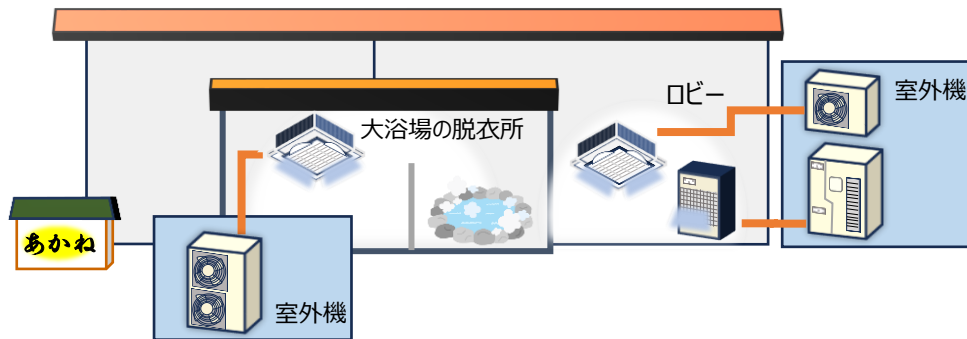 ロビー
室外機
大浴場の脱衣所
あかね
室外機